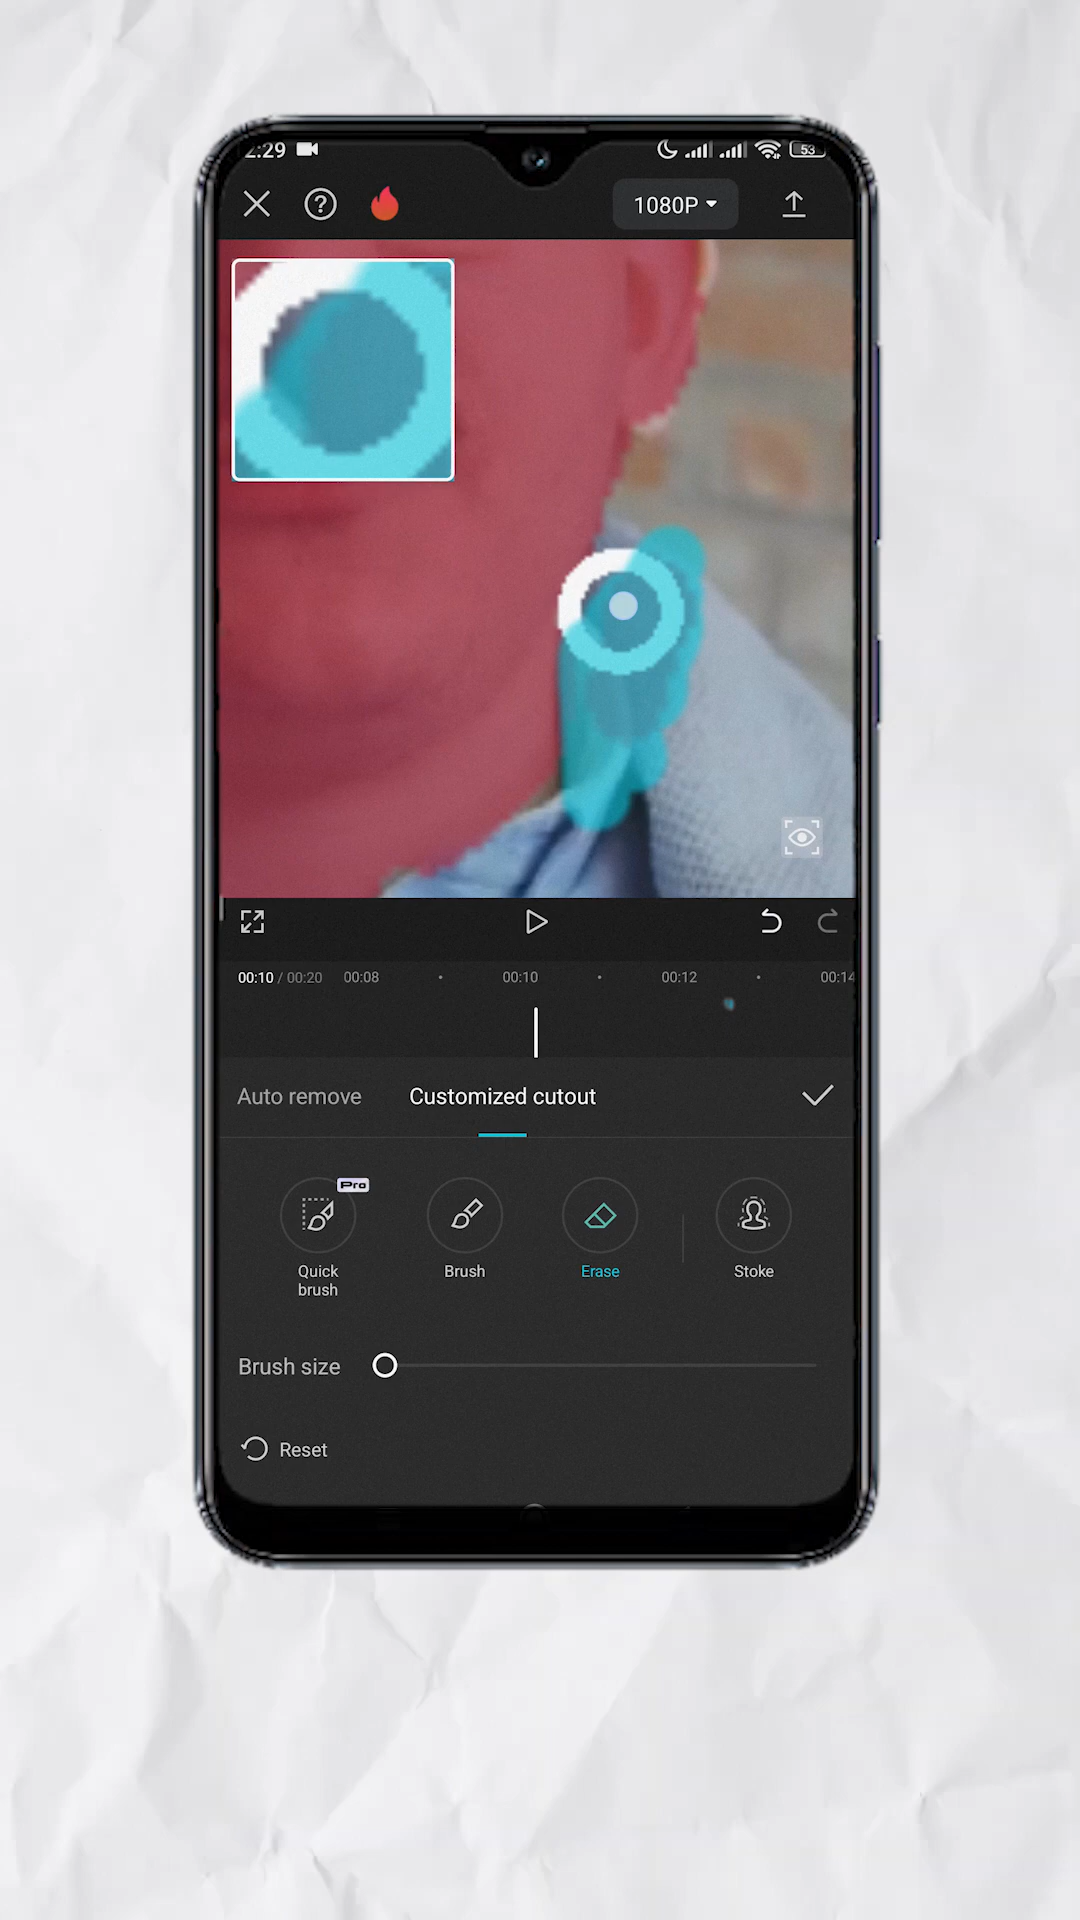 2:29 53
1080P
00:10 / 00:20 00:08 00:10 00:12 00:14
Auto remove Customized cutout
Pro
Quick brush Brush Erase Stoke
Brush size
Reset